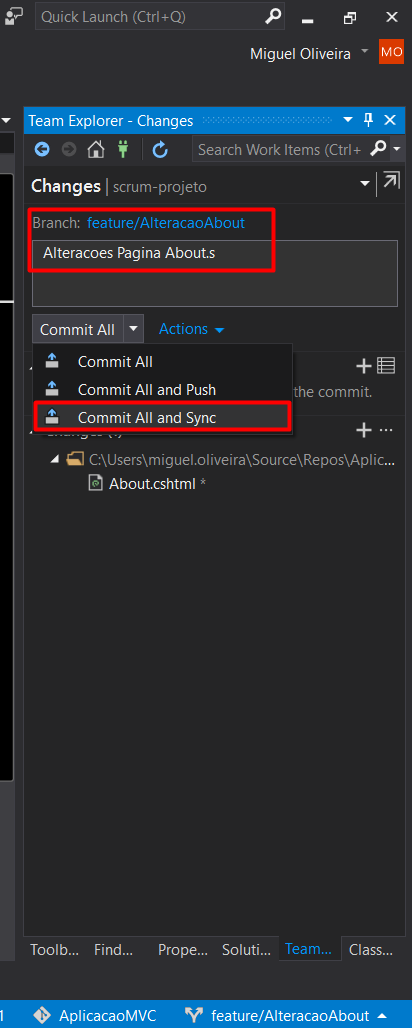 Quick Launch (Ctrl+Q)
Miguel Oliveira
MO
Team Explorer - Changes
Search Work Items (Ctrl+
Changes | scrum-projeto
Branch: feature/AlteracaoAbout
Alteracoes Pagina About.s
Commit All
Actions
Commit All
Commit All and Push
the commit.
Commit All and Sync
C:\Users\miguel.oliveira\Source\Repos\Aplic...
About.cshtml *
Toolb... Find... Prope... Soluti... Team... Class...
1 AplicacaoMVC feature/AlteracaoAbout